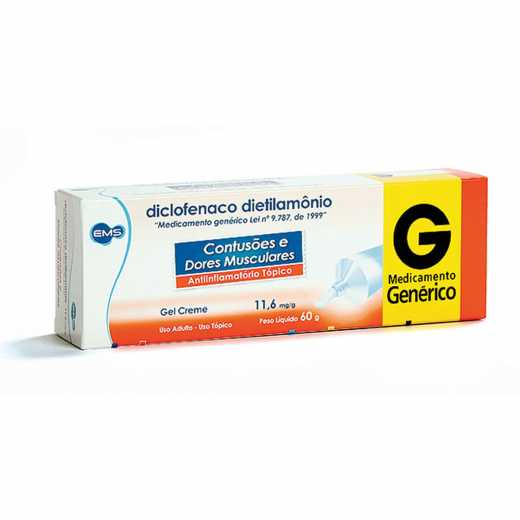 EMS
diclofenaco dietilamônio
"Medicamento genérico Lei nº 9.787, de 1999"
Contusões e
Dores Musculares
Antiinflamatório Tópico
Gel Creme
11,6 mg/g
Uso Adulto - Uso Tópico
Peso Líquido 60 g
G
Medicamento
Genérico